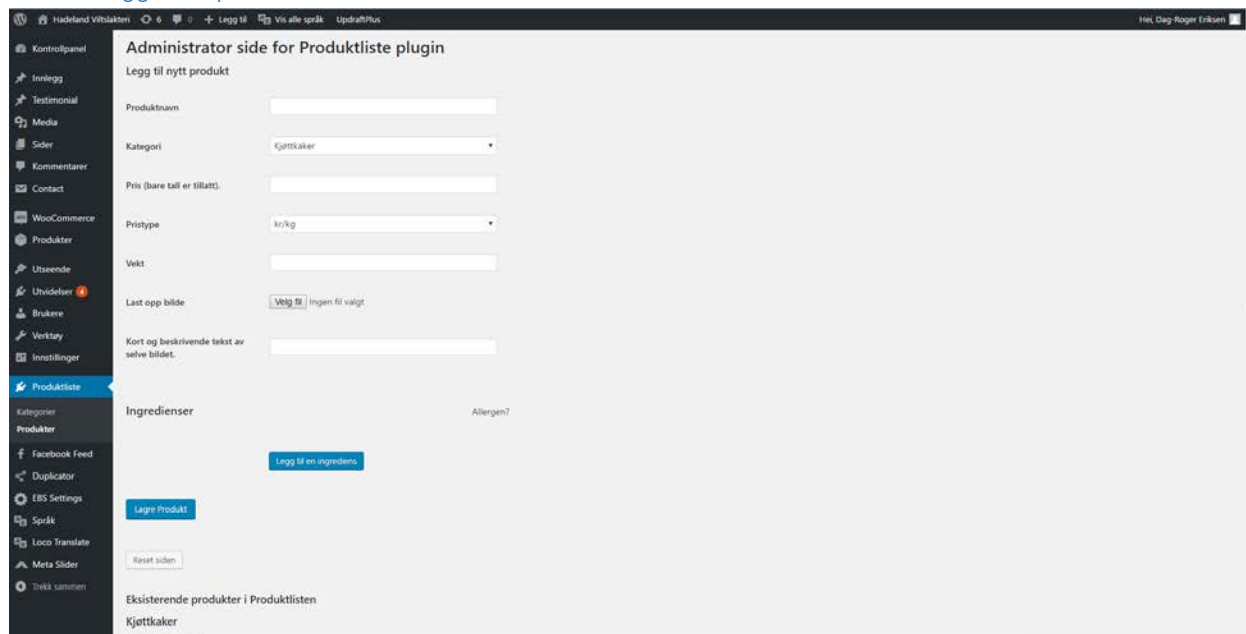 Hadeland Viltslakteri 6 0 Legg til Vis alle språk UpdraftPlus Hei, Dag-Roger Eriksen
Kontrollpanel
Innlegg
Testimonial
Media
Sider
Kommentarer
Contact
WooCommerce
Produkter
Utseende
Utvidelser 4
Brukere
Verktøy
Innstillinger
Produktliste
Kategorier
Produkter
Facebook Feed
Duplicator
EBS Settings
Språk
Loco Translate
Meta Slider
Trekk sammen
Administrator side for Produktliste plugin
Legg til nytt produkt
Produktnavn
Kategori Kjøttkaker
Pris (bare tall er tillatt).
Pristype kr/kg
Vekt
Last opp bilde Velg fil Ingen fil valgt
Kort og beskrivende tekst av
selve bildet.
Ingredienser Allergen?
Legg til en ingrediens
Lagre Produkt
Reset siden
Eksisterende produkter i Produktlisten
Kjøttkaker